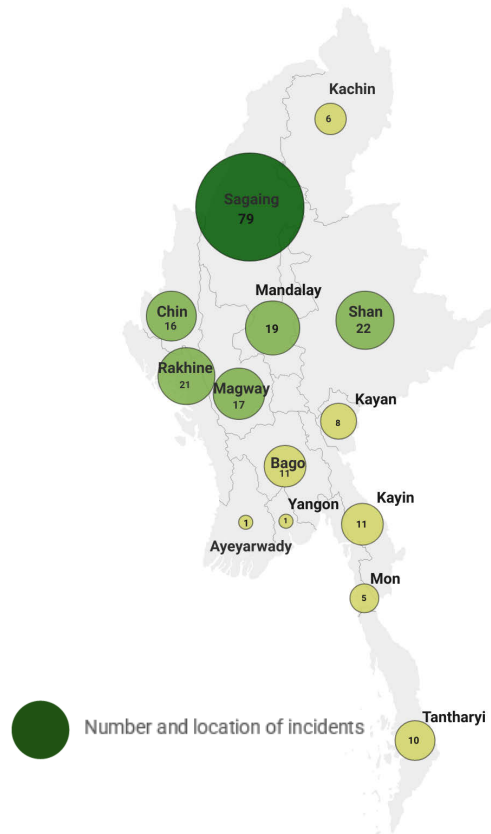 Kachin
6
Sagaing
79
Mandalay
19
Chin
16
Shan
22
Rakhine
21
Magway
17
Kayan
8
Bago
11
Yangon
1
Ayeyarwady
1
Kayin
11
Mon
5
Tantharyi
10
Number and location of incidents